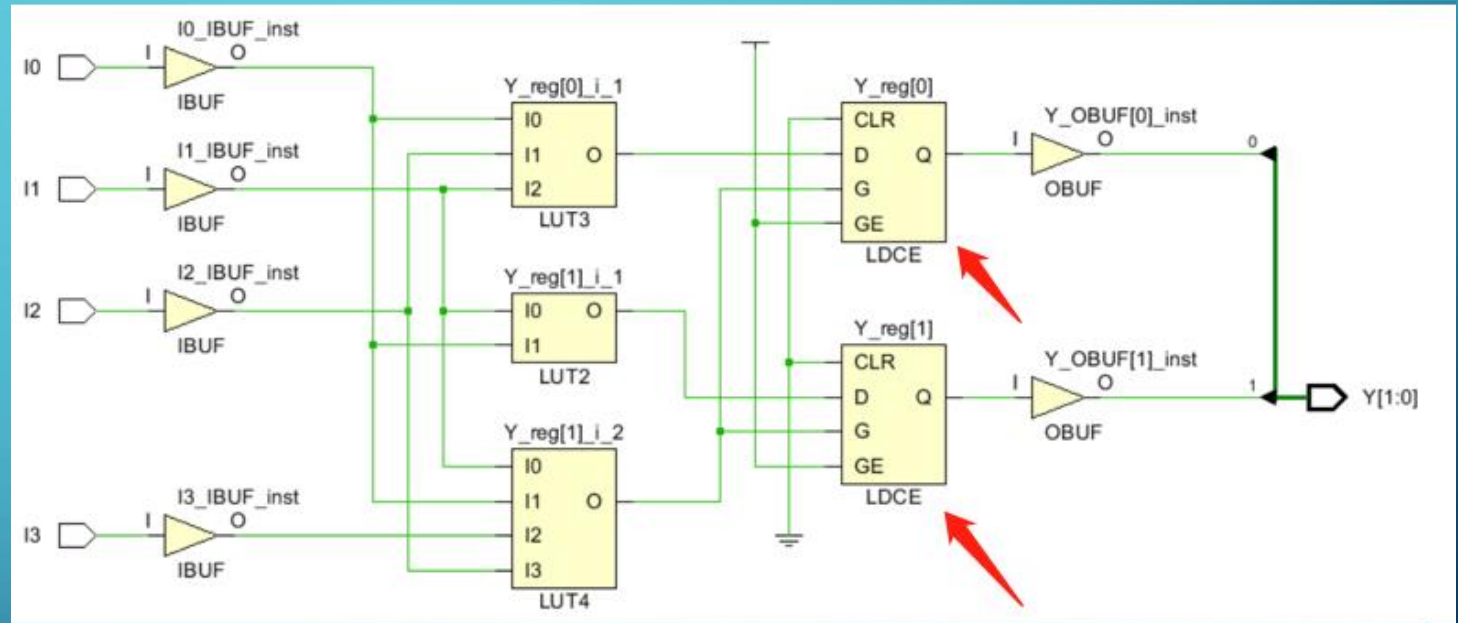 I0_IBUF_inst
I0
I
O
IBUF
I1_IBUF_inst
I1
I
O
IBUF
I2_IBUF_inst
I2
I
O
IBUF
I3_IBUF_inst
I3
I
O
IBUF
Y_reg[0]_i_1
I0
I1
O
I2
LUT3
Y_reg[1]_i_1
I0
O
I1
LUT2
Y_reg[1]_i_2
I0
I1
O
I2
I3
LUT4
Y_reg[0]
CLR
D
Q
G
GE
LDCE
Y_reg[1]
CLR
D
Q
G
GE
LDCE
Y_OBUF[0]_inst
I
O
OBUF
0
Y_OBUF[1]_inst
I
O
OBUF
1
Y[1:0]